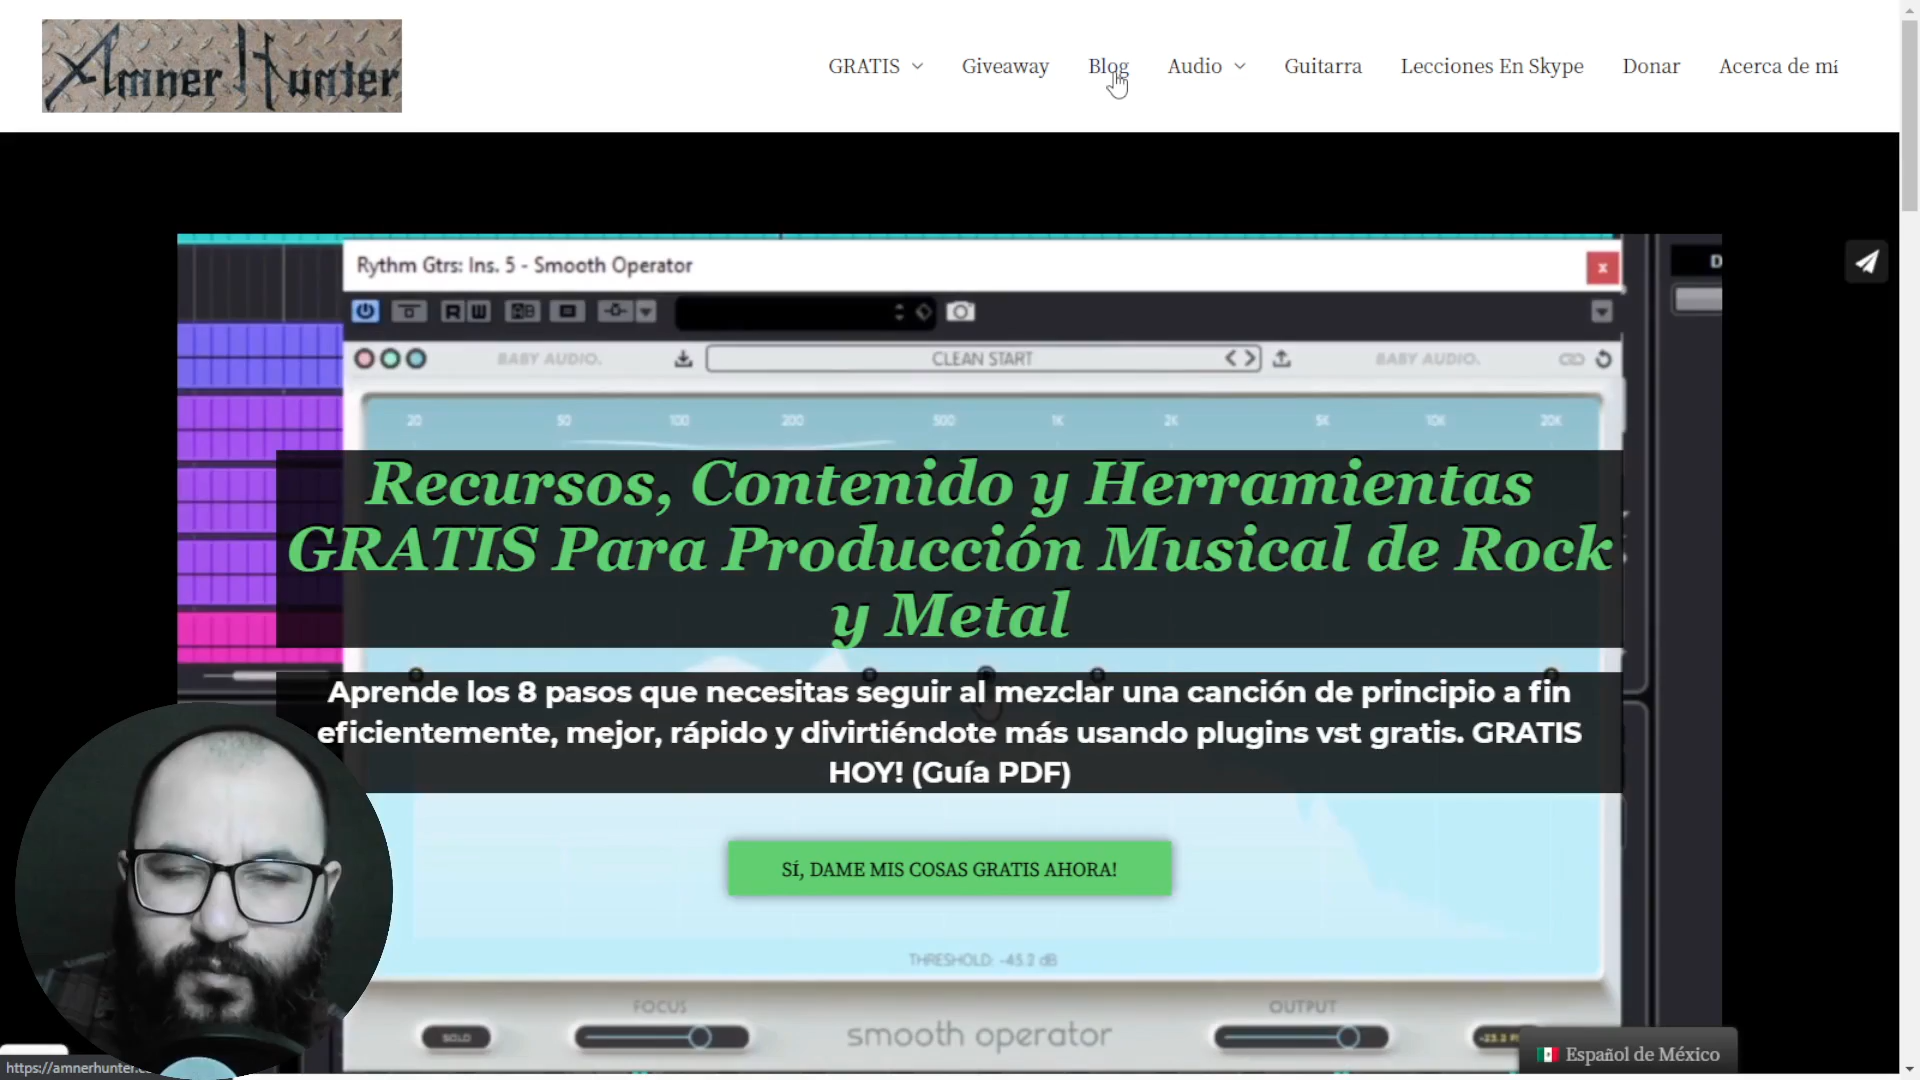 Amner Hunter
GRATIS
Giveaway
Blog
Audio
Guitarra
Lecciones En Skype
Donar
Acerca de mí
Rythm Gtrs: Ins. 5 - Smooth Operator
x
R W
BABY AUDIO.
CLEAN START
BABY AUDIO.
20 50 100 200 500 1K 2K 5K 10K 20K
Recursos, Contenido y Herramientas
GRATIS Para Producción Musical de Rock
y Metal
Aprende los 8 pasos que necesitas seguir al mezclar una canción de principio a fin
eficientemente, mejor, rápido y divirtiéndote más usando plugins vst gratis. GRATIS
HOY! (Guía PDF)
SÍ, DAME MIS COSAS GRATIS AHORA!
THRESHOLD: -45.2 dB
FOCUS
OUTPUT
SOLO
smooth operator
Español de México
https://amnerhunter.c